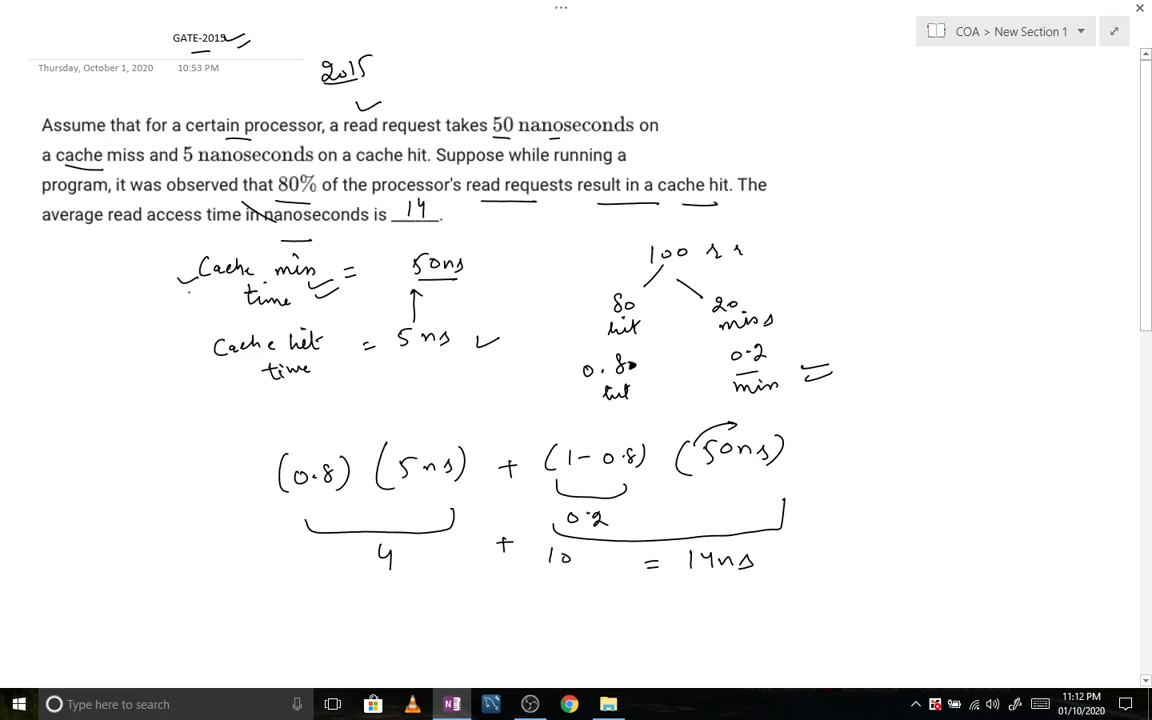 COA > New Section 1
GATE-2015
Thursday, October 1, 2020 10:53 PM
2015
Assume that for a certain processor, a read request takes 50 nanoseconds on
a cache miss and 5 nanoseconds on a cache hit. Suppose while running a
program, it was observed that 80% of the processor's read requests result in a cache hit. The
average read access time in nanoseconds is 14.
100 r r
Cache miss = 50ns
time
80 20
hit miss
Cache hit = 5 ns
time
0.80 0.2
hit miss
(0.8) (5ns) + (1-0.8) (50ns)
0.2
4 + 10 = 14ns
Type here to search
11:12 PM
01/10/2020